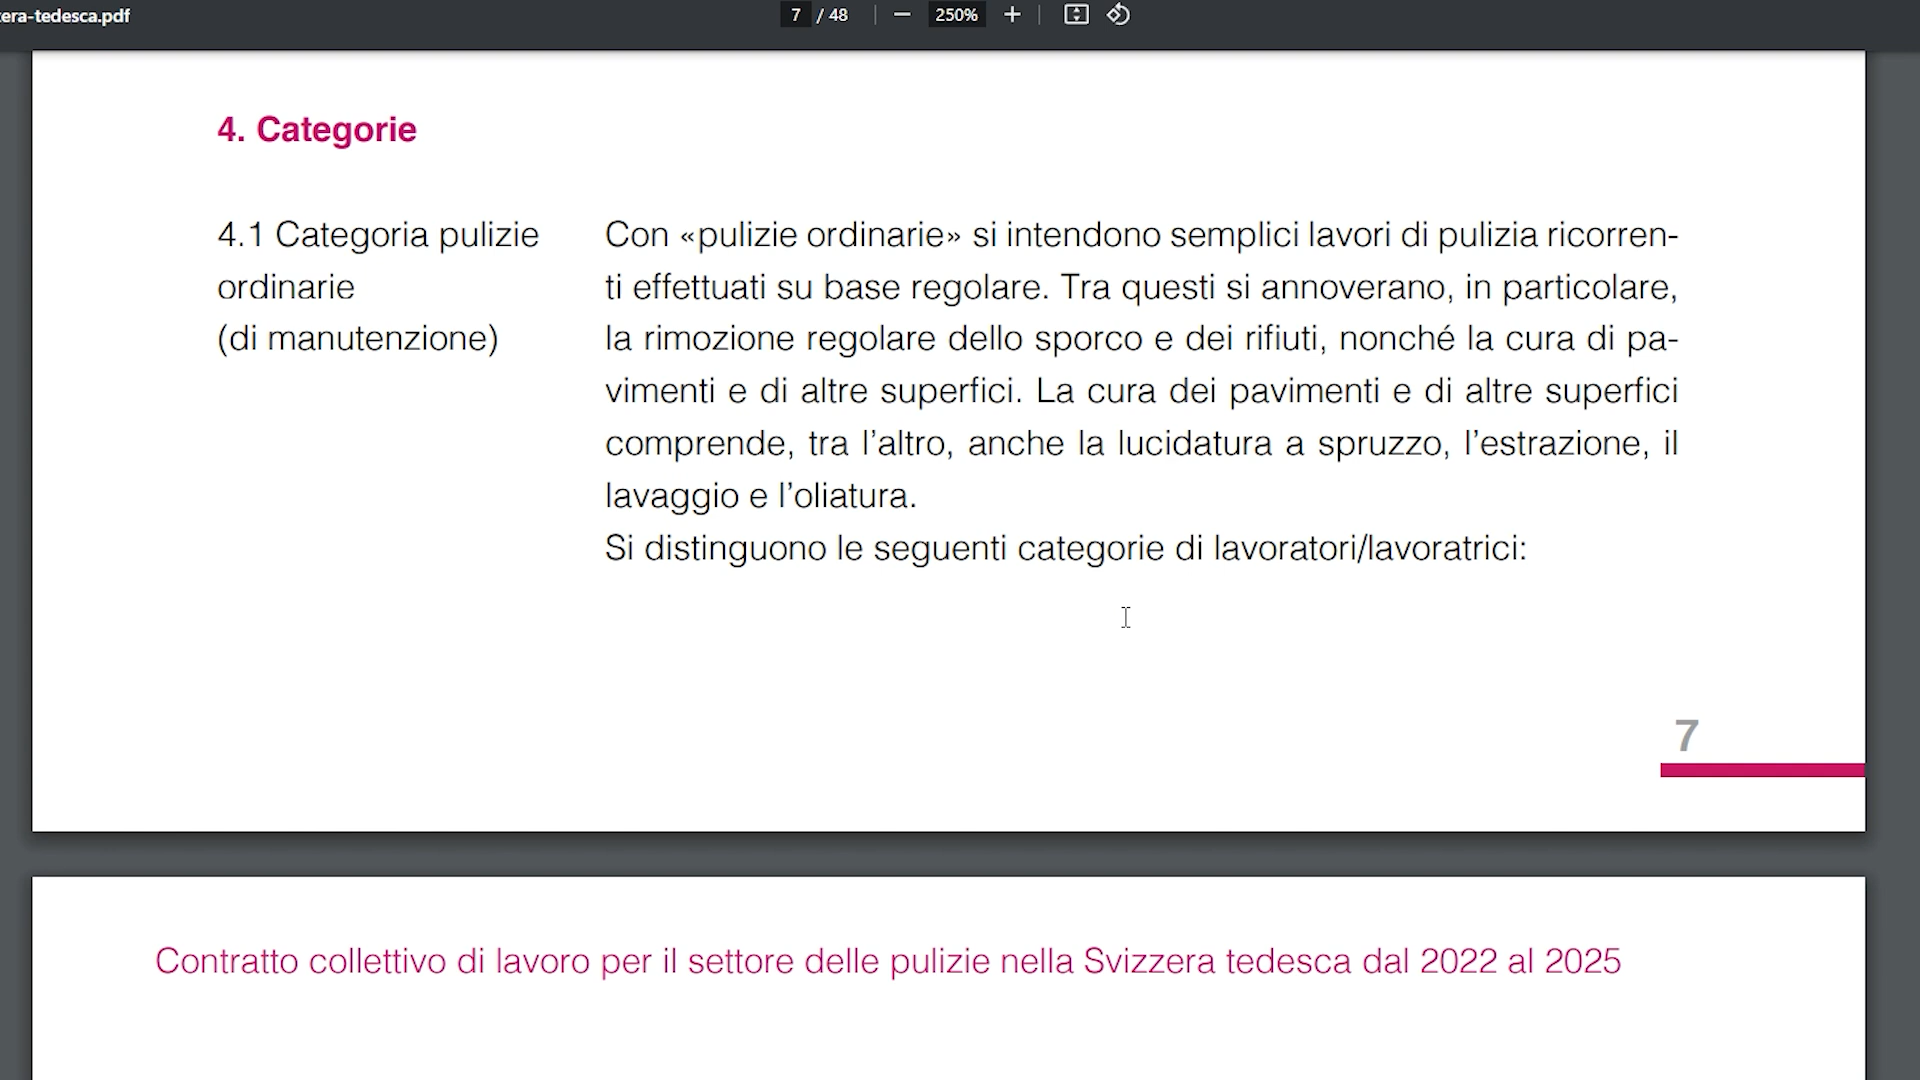 era-tedesca.pdf
7 / 48
250%
4. Categorie
4.1 Categoria pulizie
ordinarie
(di manutenzione)
Con «pulizie ordinarie» si intendono semplici lavori di pulizia ricorren-
ti effettuati su base regolare. Tra questi si annoverano, in particolare,
la rimozione regolare dello sporco e dei rifiuti, nonché la cura di pa-
vimenti e di altre superfici. La cura dei pavimenti e di altre superfici
comprende, tra l’altro, anche la lucidatura a spruzzo, l’estrazione, il
lavaggio e l’oliatura.
Si distinguono le seguenti categorie di lavoratori/lavoratrici:
7
Contratto collettivo di lavoro per il settore delle pulizie nella Svizzera tedesca dal 2022 al 2025